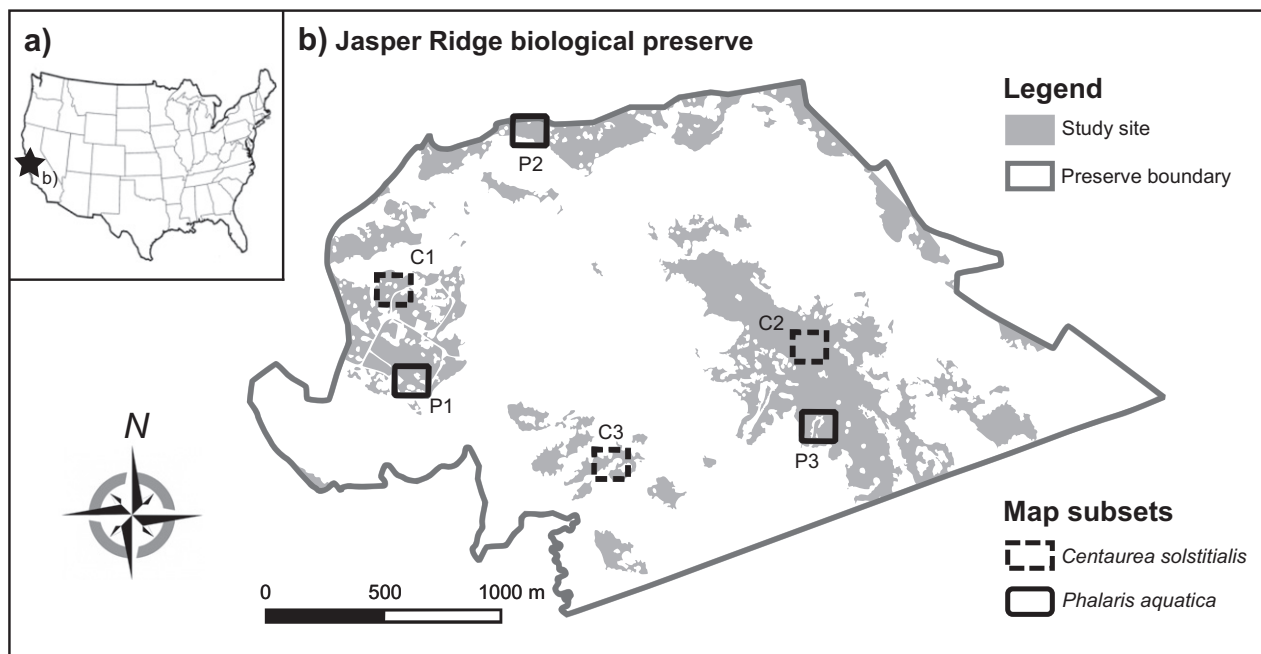 a)
b)
b) Jasper Ridge biological preserve
Legend
Study site
Preserve boundary
P2
C1
P1
C2
C3
P3
N
0 500 1000 m
Map subsets
Centaurea solstitialis
Phalaris aquatica